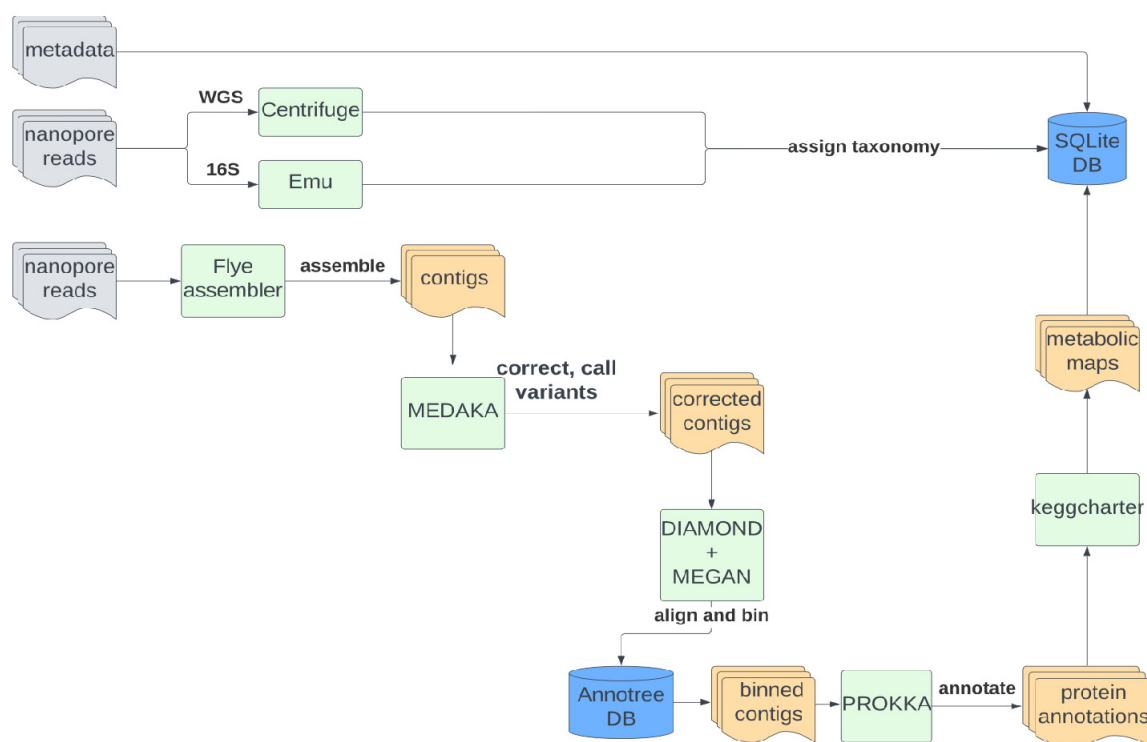 metadata
WGS
Centrifuge
nanopore
reads
assign taxonomy
SQLite
DB
16S
Emu
nanopore
reads
Flye
assembler
assemble
contigs
metabolic
maps
correct, call
variants
MEDAKA
corrected
contigs
keggcharter
DIAMOND
+
MEGAN
align and bin
Annotree
DB
binned
contigs
PROKKA
annotate
protein
annotations